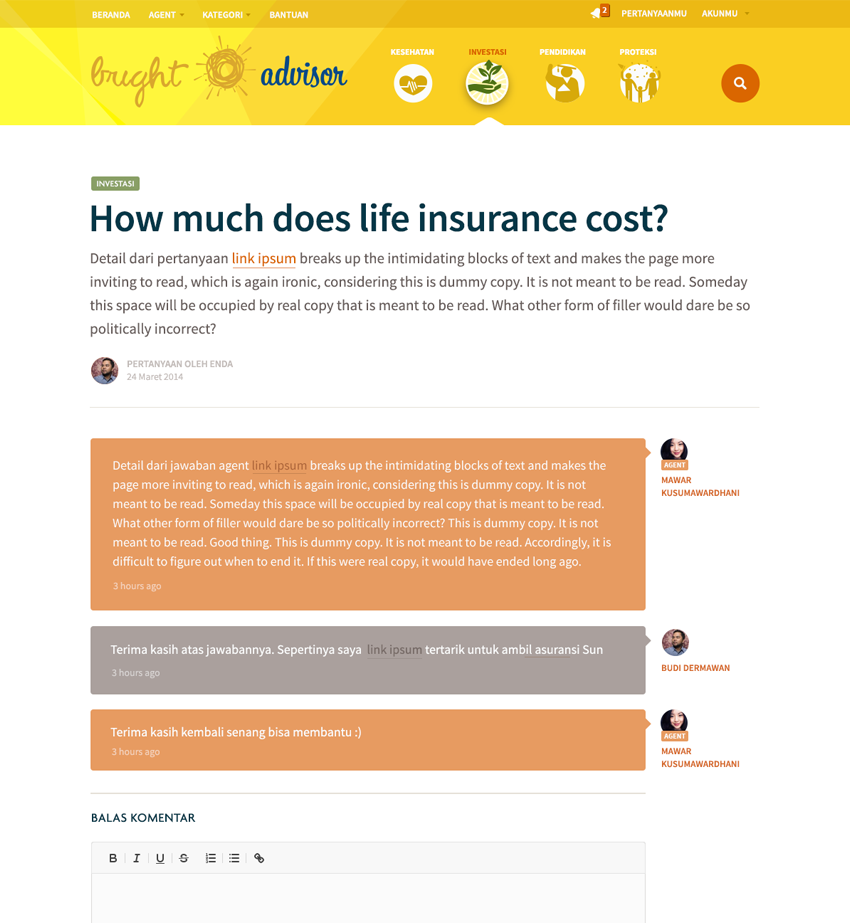 BERANDA AGENT KATEGORI BANTUAN 2 PERTANYAANMU AKUNMU
bright advisor
KESEHATAN INVESTASI PENDIDIKAN PROTEKSI
INVESTASI
How much does life insurance cost?
Detail dari pertanyaan link ipsum breaks up the intimidating blocks of text and makes the page more
inviting to read, which is again ironic, considering this is dummy copy. It is not meant to be read. Someday
this space will be occupied by real copy that is meant to be read. What other form of filler would dare be so
politically incorrect?
PERTANYAAN OLEH ENDA
24 Maret 2014
Detail dari jawaban agent link ipsum breaks up the intimidating blocks of text and makes the
page more inviting to read, which is again ironic, considering this is dummy copy. It is not
meant to be read. Someday this space will be occupied by real copy that is meant to be read.
What other form of filler would dare be so politically incorrect? This is dummy copy. It is not
meant to be read. Good thing. This is dummy copy. It is not meant to be read. Accordingly, it is
difficult to figure out when to end it. If this were real copy, it would have ended long ago.
3 hours ago
AGENT
MAWAR
KUSUMAWARDHANI
Terima kasih atas jawabannya. Sepertinya saya link ipsum tertarik untuk ambil asuransi Sun
3 hours ago
BUDI DERMAWAN
Terima kasih kembali senang bisa membantu :)
3 hours ago
AGENT
MAWAR
KUSUMAWARDHANI
BALAS KOMENTAR
B I U S